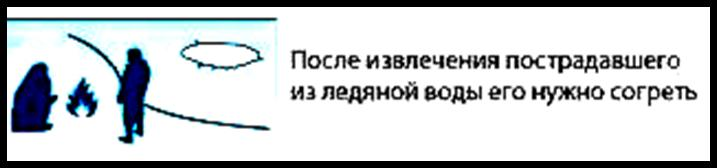 После извлечения пострадавшего
из ледяной воды его нужно согреть